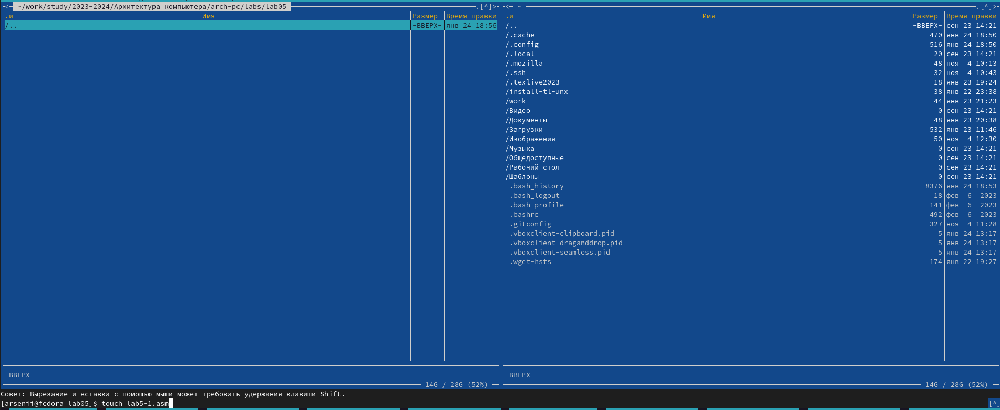 <─ ~/work/study/2023-2024/Архитектура компьютера/arch-pc/labs/lab05 .[^]>
.и Имя Размер Время правки
/.. -ВВЕРХ- янв 24 18:56
-ВВЕРХ-
14G / 28G (52%)
<─ ~ .[^]>
.и Имя Размер Время правки
/.. -ВВЕРХ- сен 23 14:21
/.cache 470 янв 24 18:50
/.config 516 янв 24 18:50
/.local 20 сен 23 14:21
/.mozilla 48 ноя 4 10:13
/.ssh 32 ноя 4 10:43
/.texlive2023 18 янв 23 19:24
/install-tl-unx 38 янв 22 23:38
/work 44 янв 23 21:23
/Видео 0 сен 23 14:21
/Документы 48 янв 23 20:38
/Загрузки 532 янв 23 11:46
/Изображения 50 ноя 4 12:30
/Музыка 0 сен 23 14:21
/Общедоступные 0 сен 23 14:21
/Рабочий стол 0 сен 23 14:21
/Шаблоны 0 сен 23 14:21
.bash_history 8376 янв 24 18:53
.bash_logout 18 фев 6 2023
.bash_profile 141 фев 6 2023
.bashrc 492 фев 6 2023
.gitconfig 327 ноя 4 11:28
.vboxclient-clipboard.pid 5 янв 24 13:17
.vboxclient-draganddrop.pid 5 янв 24 13:17
.vboxclient-seamless.pid 5 янв 24 13:17
.wget-hsts 174 янв 22 19:27
-ВВЕРХ-
14G / 28G (52%)
Совет: Вырезание и вставка с помощью мыши может требовать удержания клавиши Shift.
[arsenii@fedora lab05]$ touch lab5-1.asm [^]